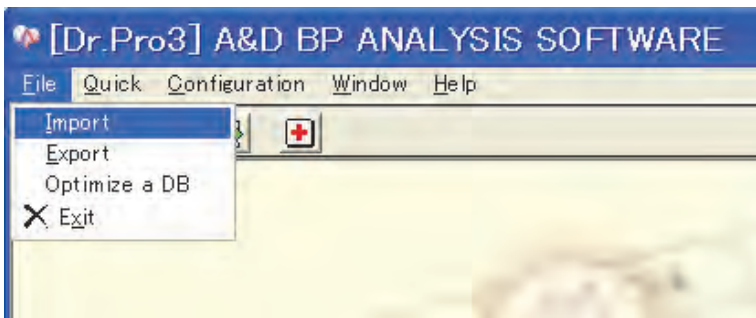 [Dr.Pro3] A&D BP ANALYSIS SOFTWARE
File Quick Configuration Window Help
Import
Export
Optimize a DB
Exit